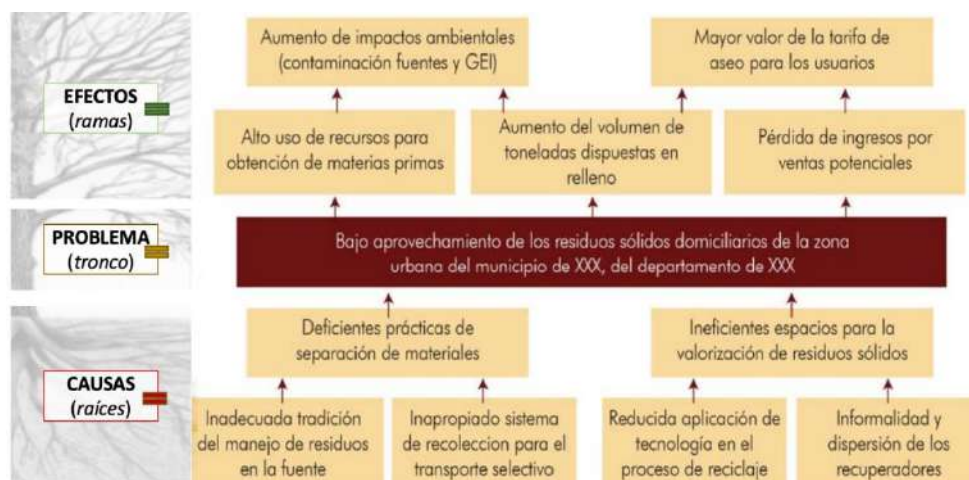 Aumento de impactos ambientales
(contaminación fuentes y GEI)
Mayor valor de la tarifa de
aseo para los usuarios
EFECTOS
(ramas)
Alto uso de recursos para
obtención de materias primas
Aumento del volumen de
toneladas dispuestas en
relleno
Pérdida de ingresos por
ventas potenciales
PROBLEMA
(tronco)
Bajo aprovechamiento de los residuos sólidos domiciliarios de la zona
urbana del municipio de XXX, del departamento de XXX
Deficientes prácticas de
separación de materiales
Ineficientes espacios para la
valorización de residuos sólidos
CAUSAS
(raíces)
Inadecuada tradición
del manejo de residuos
en la fuente
Inapropiado sistema
de recoleccion para el
transporte selectivo
Reducida aplicación de
tecnología en el
proceso de reciclaje
Informalidad y
dispersión de los
recuperadores